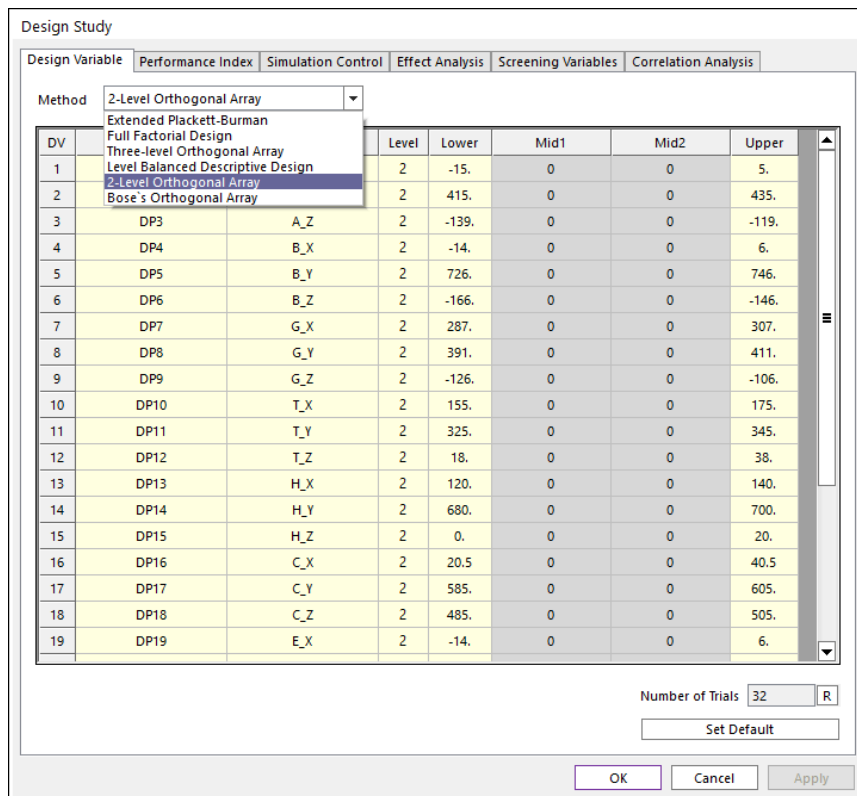 Design Study
Design Variable Performance Index Simulation Control Effect Analysis Screening Variables Correlation Analysis
Method 2-Level Orthogonal Array
Extended Plackett-Burman
Full Factorial Design
Three-level Orthogonal Array
Level Balanced Descriptive Design
2-Level Orthogonal Array
Bose`s Orthogonal Array
DV Level Lower Mid1 Mid2 Upper
1 2 -15. 0 0 5.
2 2 415. 0 0 435.
3 DP3 A_Z 2 -139. 0 0 -119.
4 DP4 B_X 2 -14. 0 0 6.
5 DP5 B_Y 2 726. 0 0 746.
6 DP6 B_Z 2 -166. 0 0 -146.
7 DP7 G_X 2 287. 0 0 307.
8 DP8 G_Y 2 391. 0 0 411.
9 DP9 G_Z 2 -126. 0 0 -106.
10 DP10 T_X 2 155. 0 0 175.
11 DP11 T_Y 2 325. 0 0 345.
12 DP12 T_Z 2 18. 0 0 38.
13 DP13 H_X 2 120. 0 0 140.
14 DP14 H_Y 2 680. 0 0 700.
15 DP15 H_Z 2 0. 0 0 20.
16 DP16 C_X 2 20.5 0 0 40.5
17 DP17 C_Y 2 585. 0 0 605.
18 DP18 C_Z 2 485. 0 0 505.
19 DP19 E_X 2 -14. 0 0 6.
Number of Trials 32 R
Set Default
OK Cancel Apply